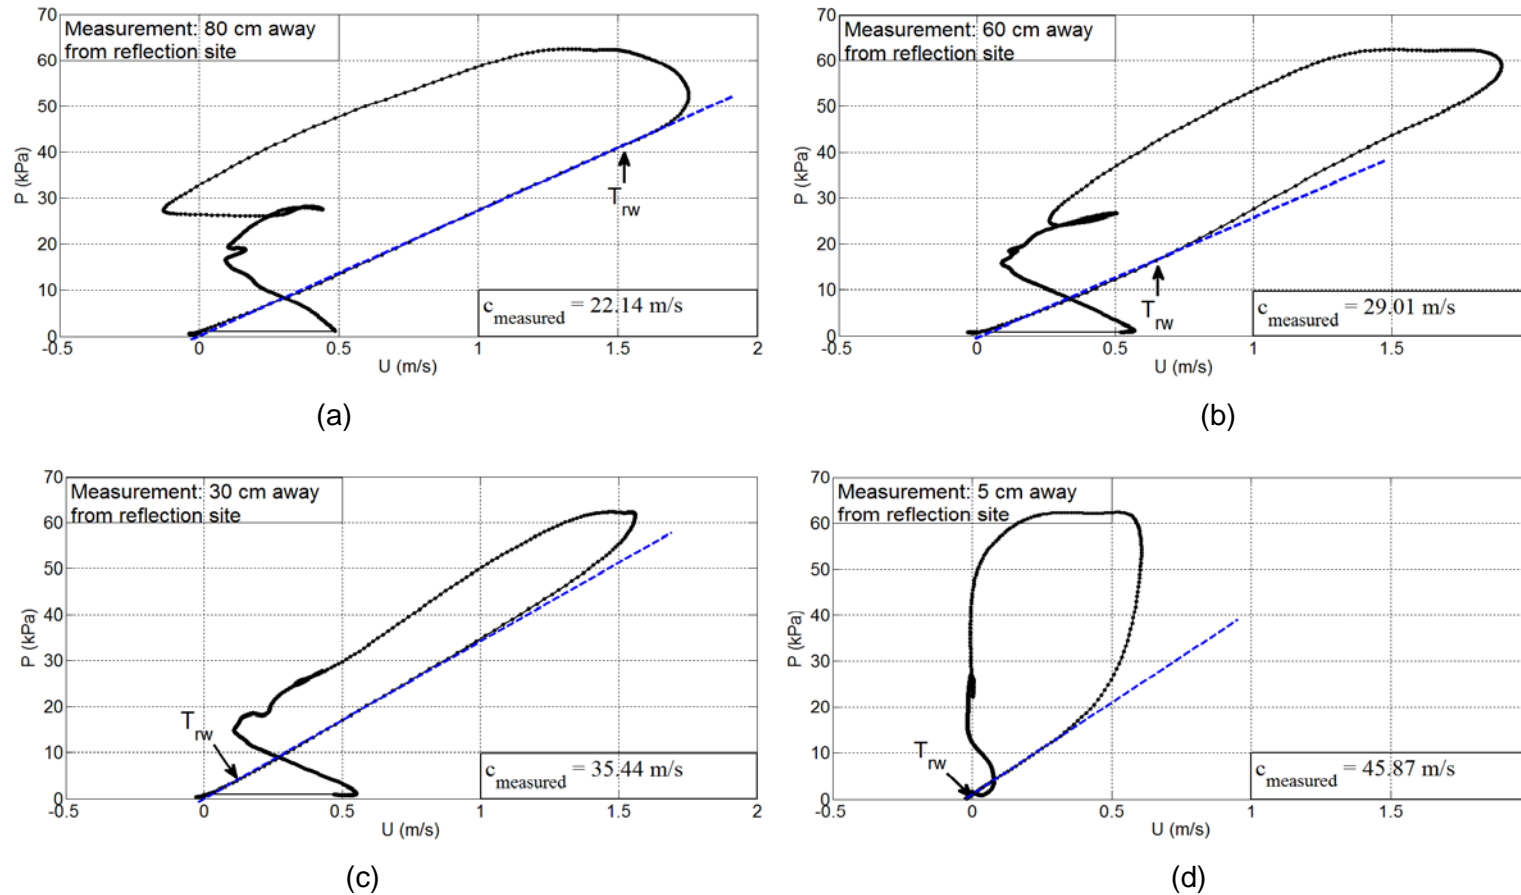 Measurement: 80 cm away
from reflection site
70
60
50
40
30
20
10
0
P (kPa)
-0.5
0
0.5
1
1.5
2
U (m/s)
T rw
c measured = 22.14 m/s
(a)
Measurement: 60 cm away
from reflection site
70
60
50
40
30
20
10
0
P (kPa)
-0.5
0
0.5
1
1.5
U (m/s)
T rw
c measured = 29.01 m/s
(b)
Measurement: 30 cm away
from reflection site
70
60
50
40
30
20
10
0
P (kPa)
-0.5
0
0.5
1
1.5
2
U (m/s)
T rw
c measured = 35.44 m/s
(c)
Measurement: 5 cm away
from reflection site
70
60
50
40
30
20
10
0
P (kPa)
-0.5
0
0.5
1
1.5
U (m/s)
T rw
c measured = 45.87 m/s
(d)